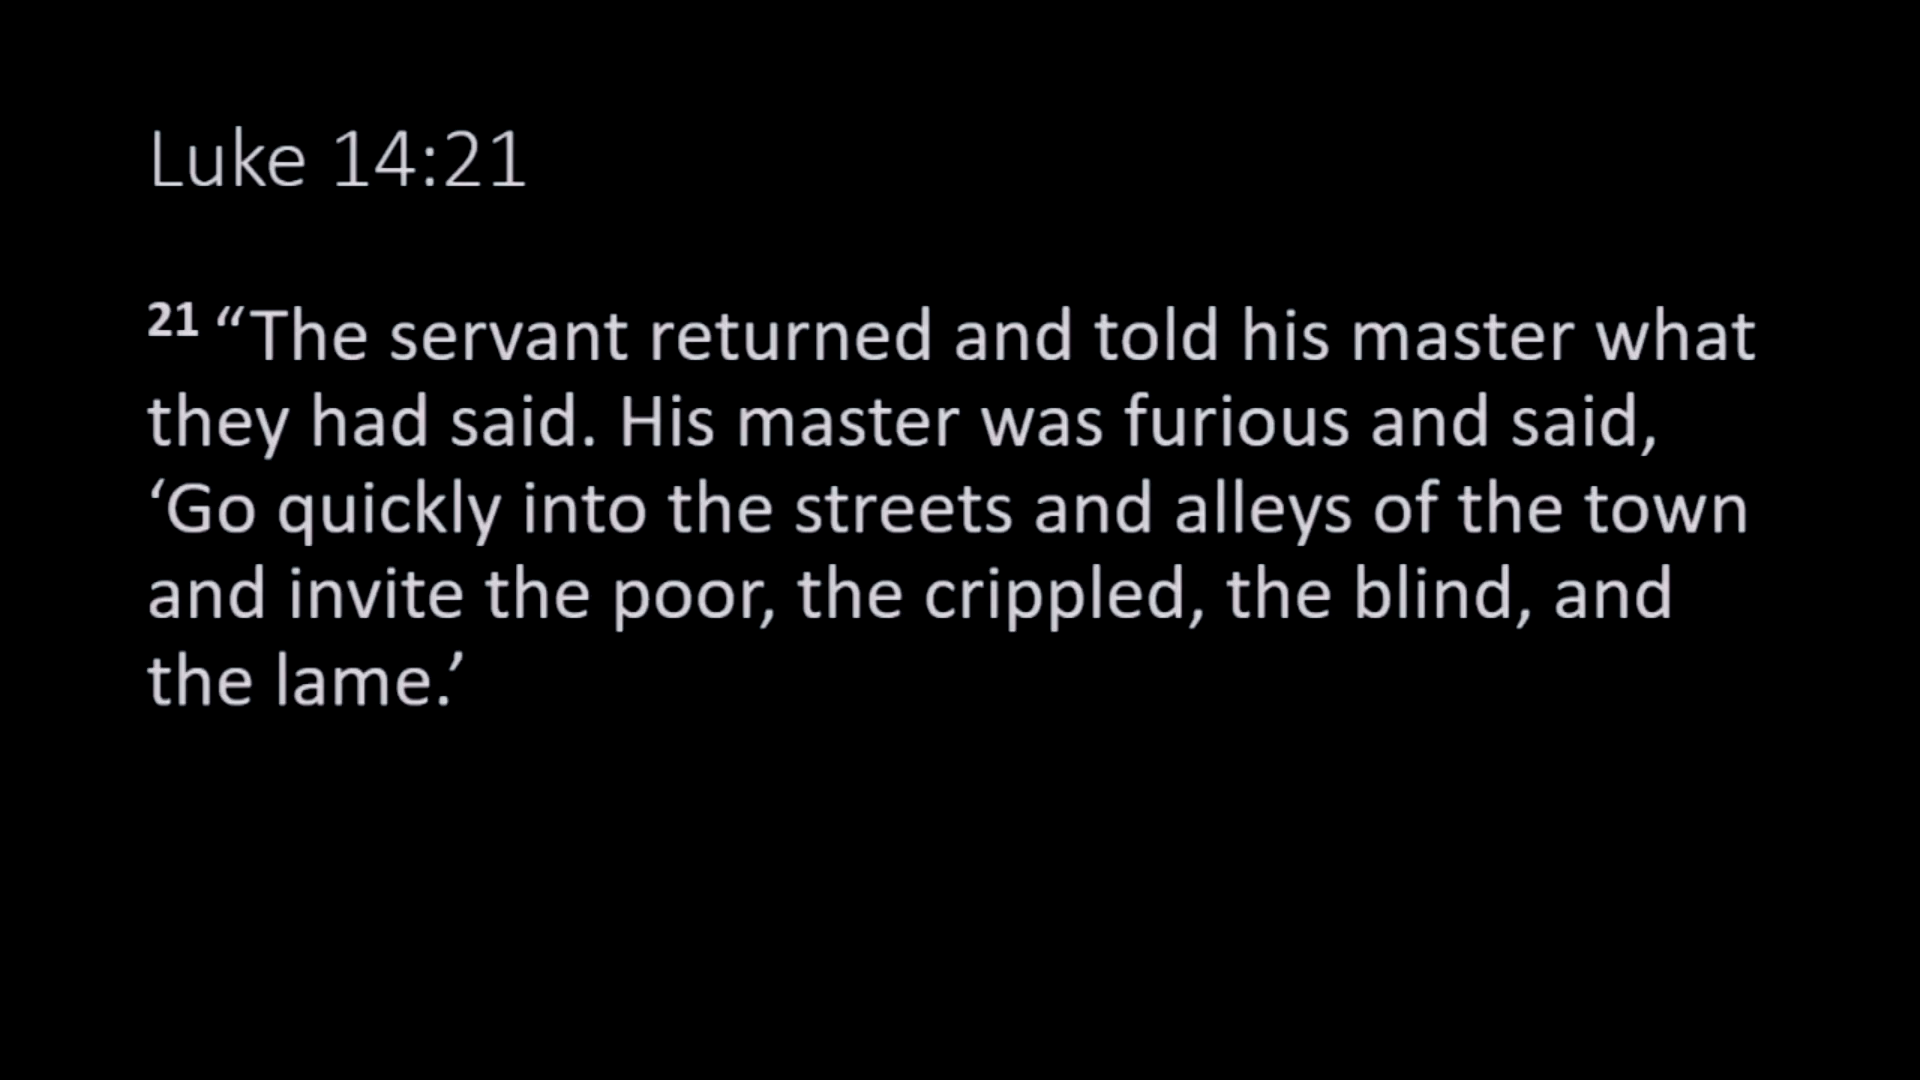 Luke 14:21
21 “The servant returned and told his master what
they had said. His master was furious and said,
‘Go quickly into the streets and alleys of the town
and invite the poor, the crippled, the blind, and
the lame.’